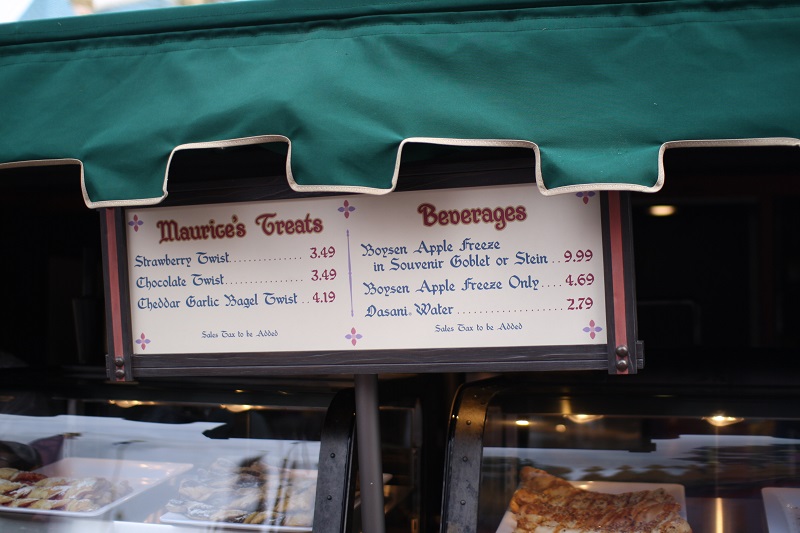 Maurice's Treats
Strawberry Twist.............. 3.49
Chocolate Twist............... 3.49
Cheddar Garlic Bagel Twist .. 4.19
Sales Tax to be Added
Beverages
Boysen Apple Freeze
in Souvenir Goblet or Stein .. 9.99
Boysen Apple Freeze Only .... 4.69
Dasani® Water .................. 2.79
Sales Tax to be Added